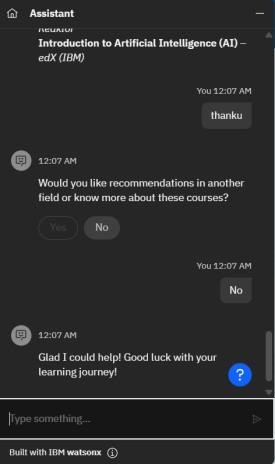 Assistant
Introduction to Artificial Intelligence (AI) –
edX (IBM)
You 12:07 AM
thanku
12:07 AM
Would you like recommendations in another
field or know more about these courses?
Yes
No
You 12:07 AM
No
12:07 AM
Glad I could help! Good luck with your
learning journey!
?
Type something...
Built with IBM watsonx